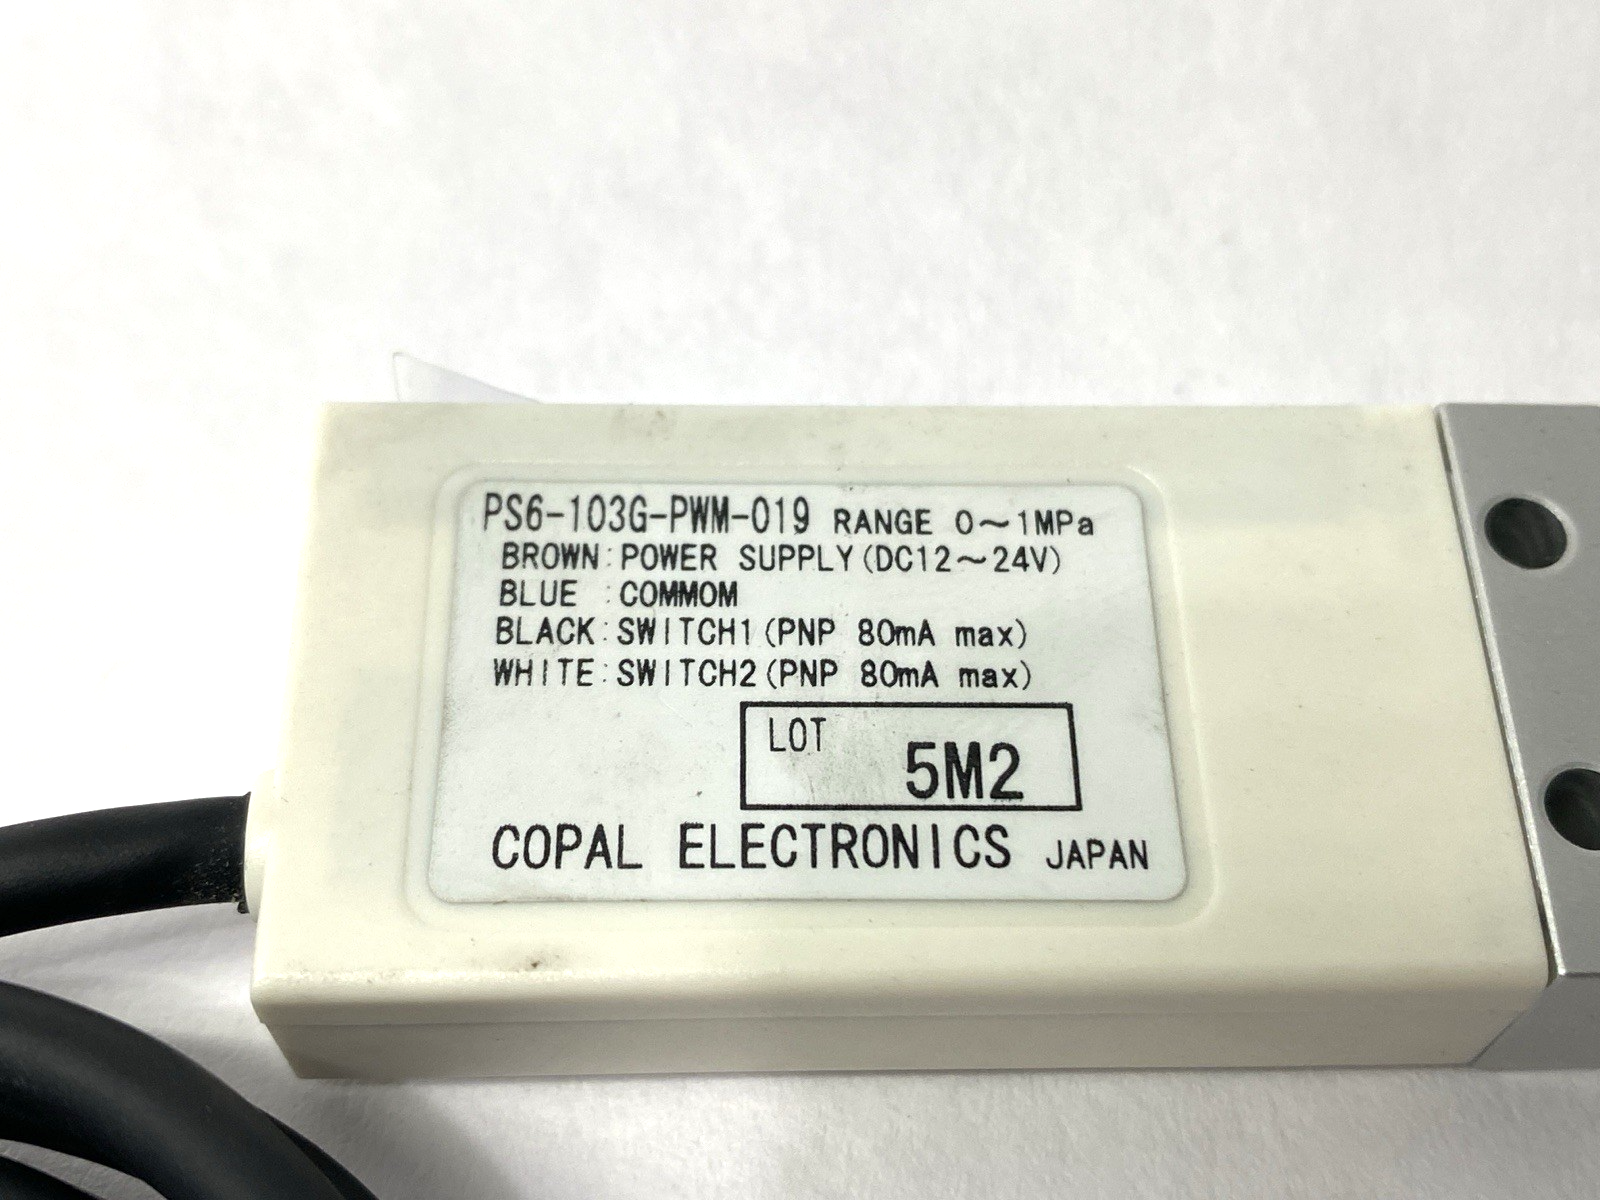 PS6-103G-PWM-019 RANGE 0～1MPa
BROWN:POWER SUPPLY(DC12～24V)
BLUE :COMMOM
BLACK:SWITCH1(PNP 80mA max)
WHITE:SWITCH2(PNP 80mA max)
LOT 5M2
COPAL ELECTRONICS JAPAN